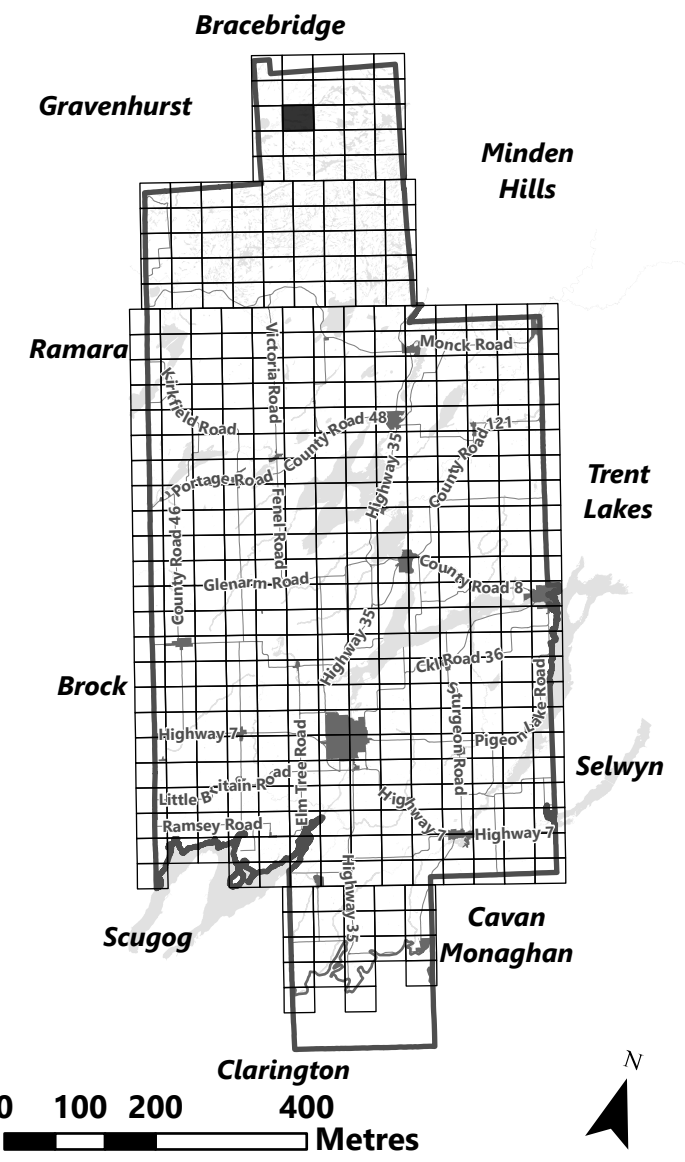 Bracebridge
Gravenhurst
Minden
Hills
Ramara
Monck Road
Victoria Road
Kirkfield Road
County Road 48
Highway 35
County Road 121
Portage Road
Trent
Lakes
Fenel Road
County Road 46
Glenarm Road
County Road 8
Highway 35
Ckl Road 36
Brock
Sturgeon Road
Pigeon Lake Road
Highway 7
Elm Tree Road
Selwyn
Little Britain Road
Highway 7
Ramsey Road
Highway 7
Highway 35
Scugog
Cavan
Monaghan
Clarington
N
0 100 200 400
Metres